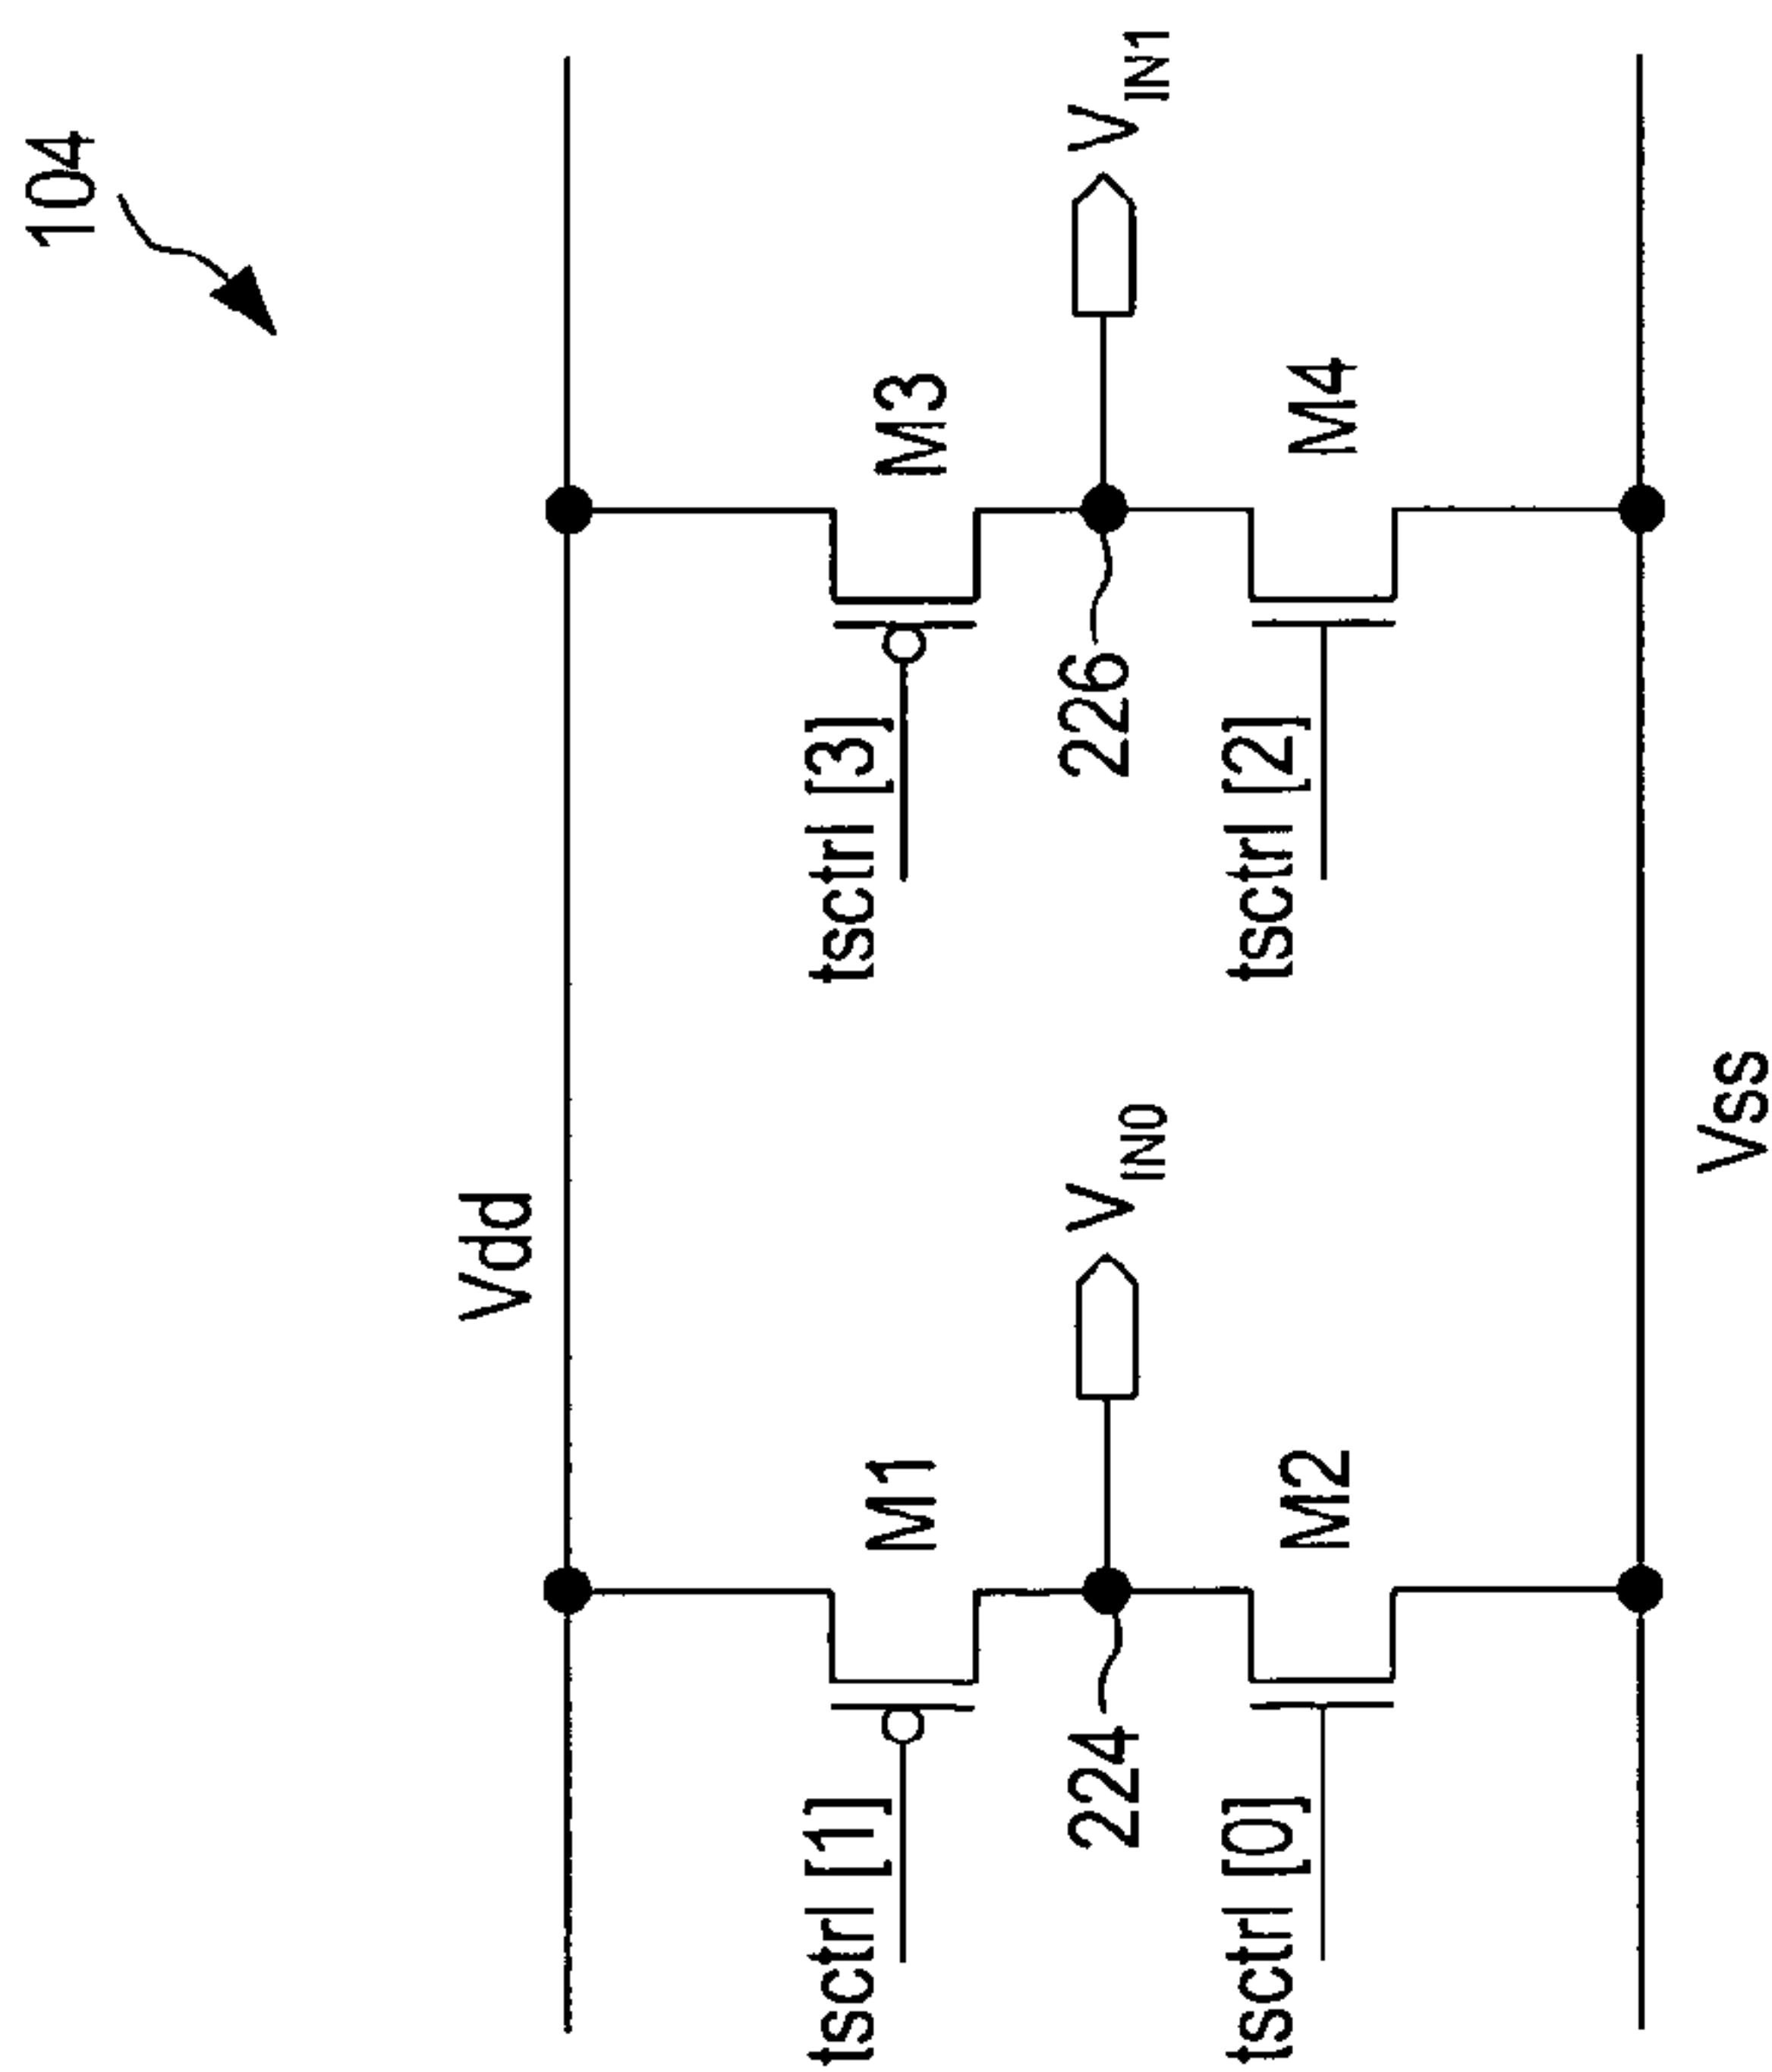 104
Vdd
tsctrl [1]
M1
tsctrl [3]
M3
224
V_IN0
226
V_IN1
tsctrl [0]
M2
tsctrl [2]
M4
Vss